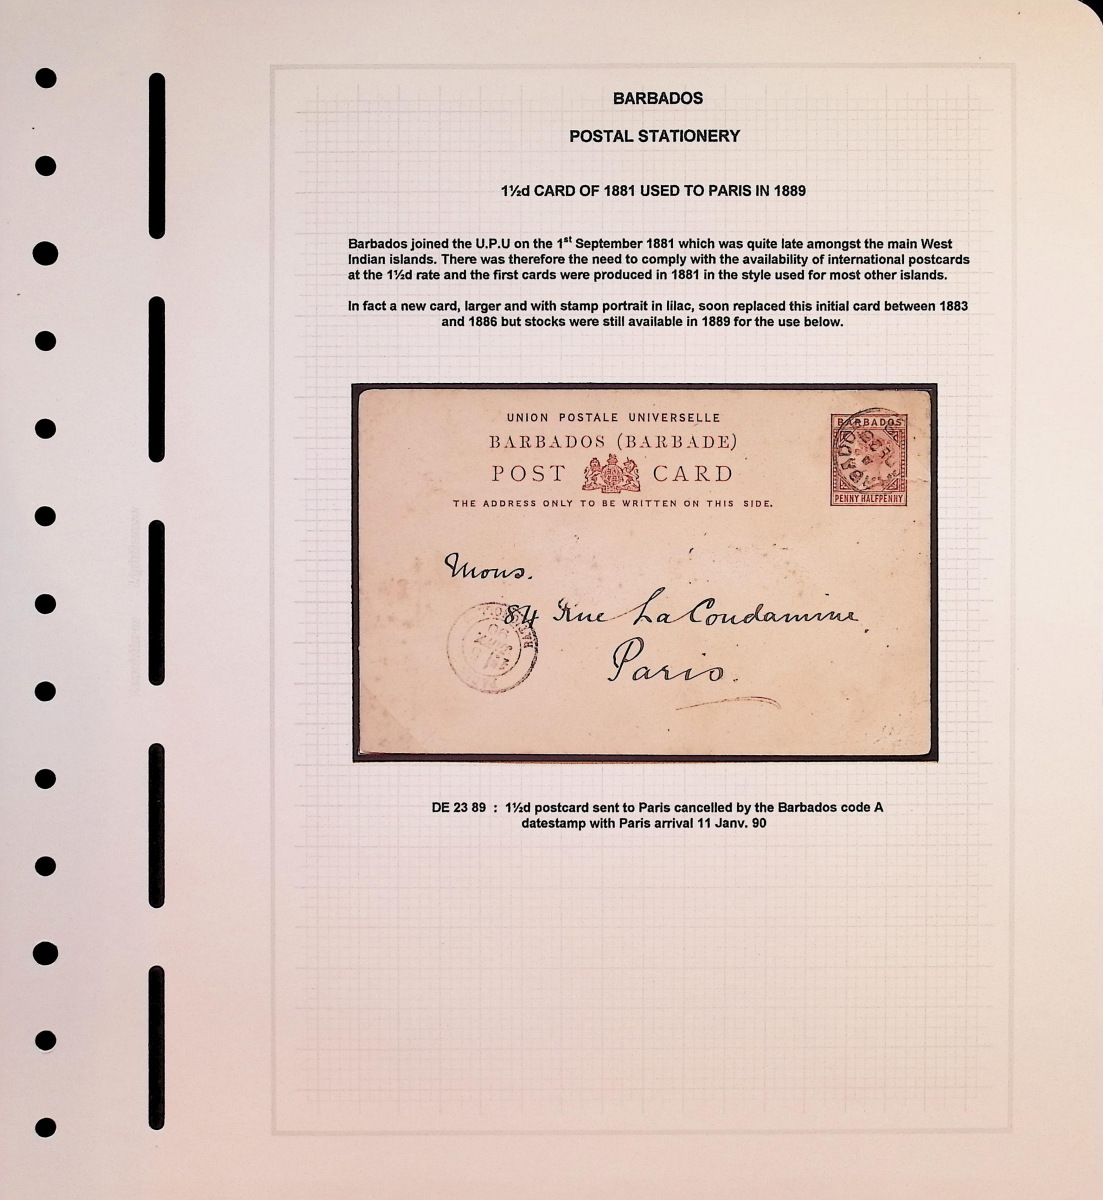 BARBADOS
POSTAL STATIONERY
1½d CARD OF 1881 USED TO PARIS IN 1889
Barbados joined the U.P.U on the 1st September 1881 which was quite late amongst the main West
Indian islands. There was therefore the need to comply with the availability of international postcards
at the 1½d rate and the first cards were produced in 1881 in the style used for most other islands.
In fact a new card, larger and with stamp portrait in lilac, soon replaced this initial card between 1883
and 1886 but stocks were still available in 1889 for the use below.
UNION POSTALE UNIVERSELLE
BARBADOS (BARBADE)
POST CARD
THE ADDRESS ONLY TO BE WRITTEN ON THIS SIDE.
BARBADOS
PENNY HALFPENNY
Mons.
84 Rue La Condamine
Paris.
DE 23 89 : 1½d postcard sent to Paris cancelled by the Barbados code A
datestamp with Paris arrival 11 Janv. 90